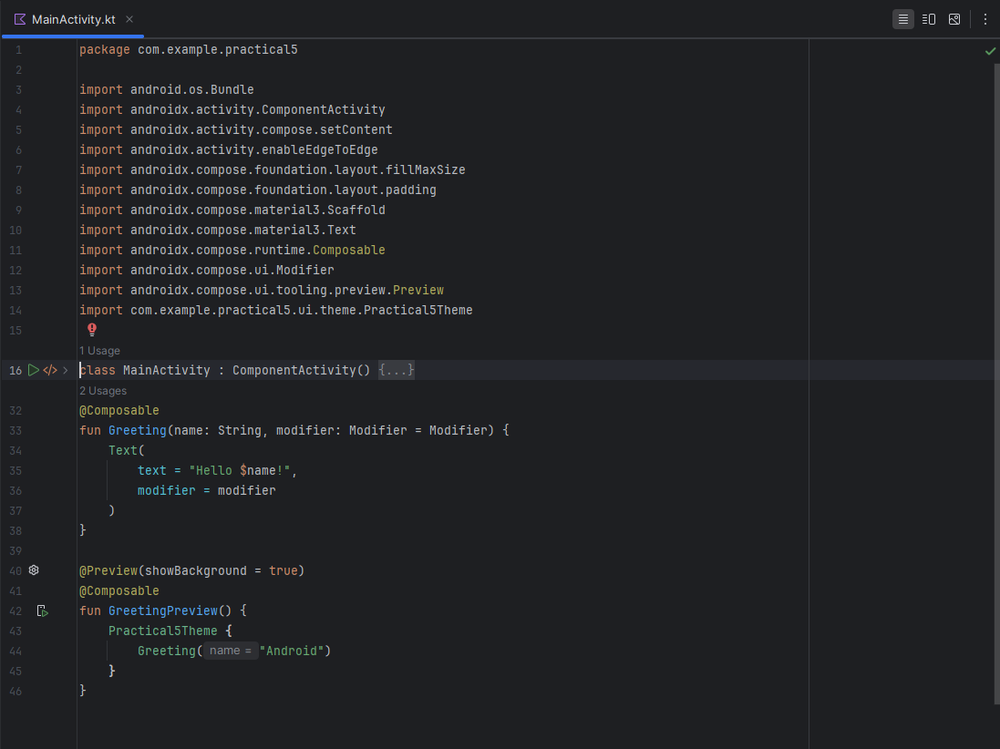 MainActivity.kt
1 package com.example.practical5
2
3 import android.os.Bundle
4 import androidx.activity.ComponentActivity
5 import androidx.activity.compose.setContent
6 import androidx.activity.enableEdgeToEdge
7 import androidx.compose.foundation.layout.fillMaxSize
8 import androidx.compose.foundation.layout.padding
9 import androidx.compose.material3.Scaffold
10 import androidx.compose.material3.Text
11 import androidx.compose.runtime.Composable
12 import androidx.compose.ui.Modifier
13 import androidx.compose.ui.tooling.preview.Preview
14 import com.example.practical5.ui.theme.Practical5Theme
15
1 Usage
16 </> class MainActivity : ComponentActivity() {...}
2 Usages
32 @Composable
33 fun Greeting(name: String, modifier: Modifier = Modifier) {
34     Text(
35         text = "Hello $name!",
36         modifier = modifier
37     )
38 }
39
40 @Preview(showBackground = true)
41 @Composable
42 fun GreetingPreview() {
43     Practical5Theme {
44         Greeting( name = "Android")
45     }
46 }